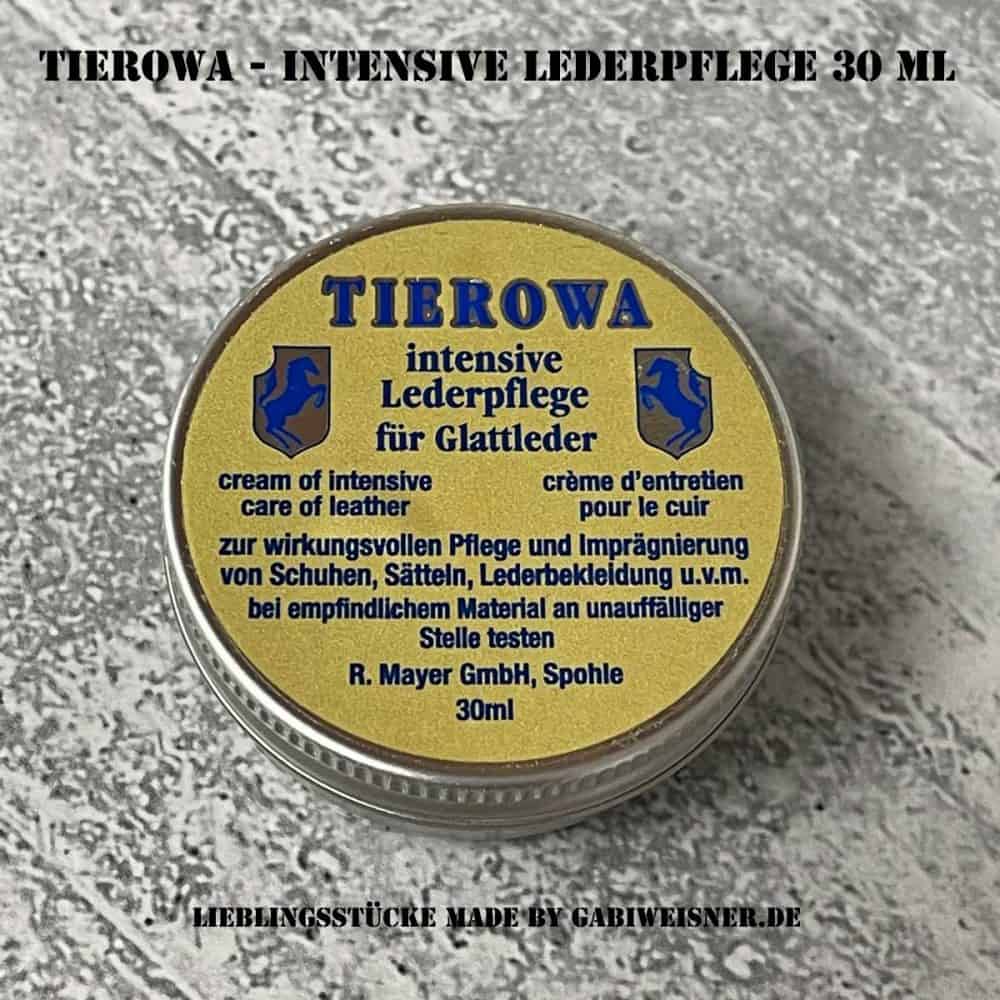 TIEROWA - INTENSIVE LEDERPFLEGE 30 ML
TIEROWA
intensive
Lederpflege
für Glattleder
cream of intensive
care of leather
crème d'entretien
pour le cuir
zur wirkungsvollen Pflege und Imprägnierung
von Schuhen, Sätteln, Lederbekleidung u.v.m.
bei empfindlichem Material an unauffälliger
Stelle testen
R. Mayer GmbH, Spohle
30ml
LIEBLINGSSTÜCKE MADE BY GABIWEISNER.DE